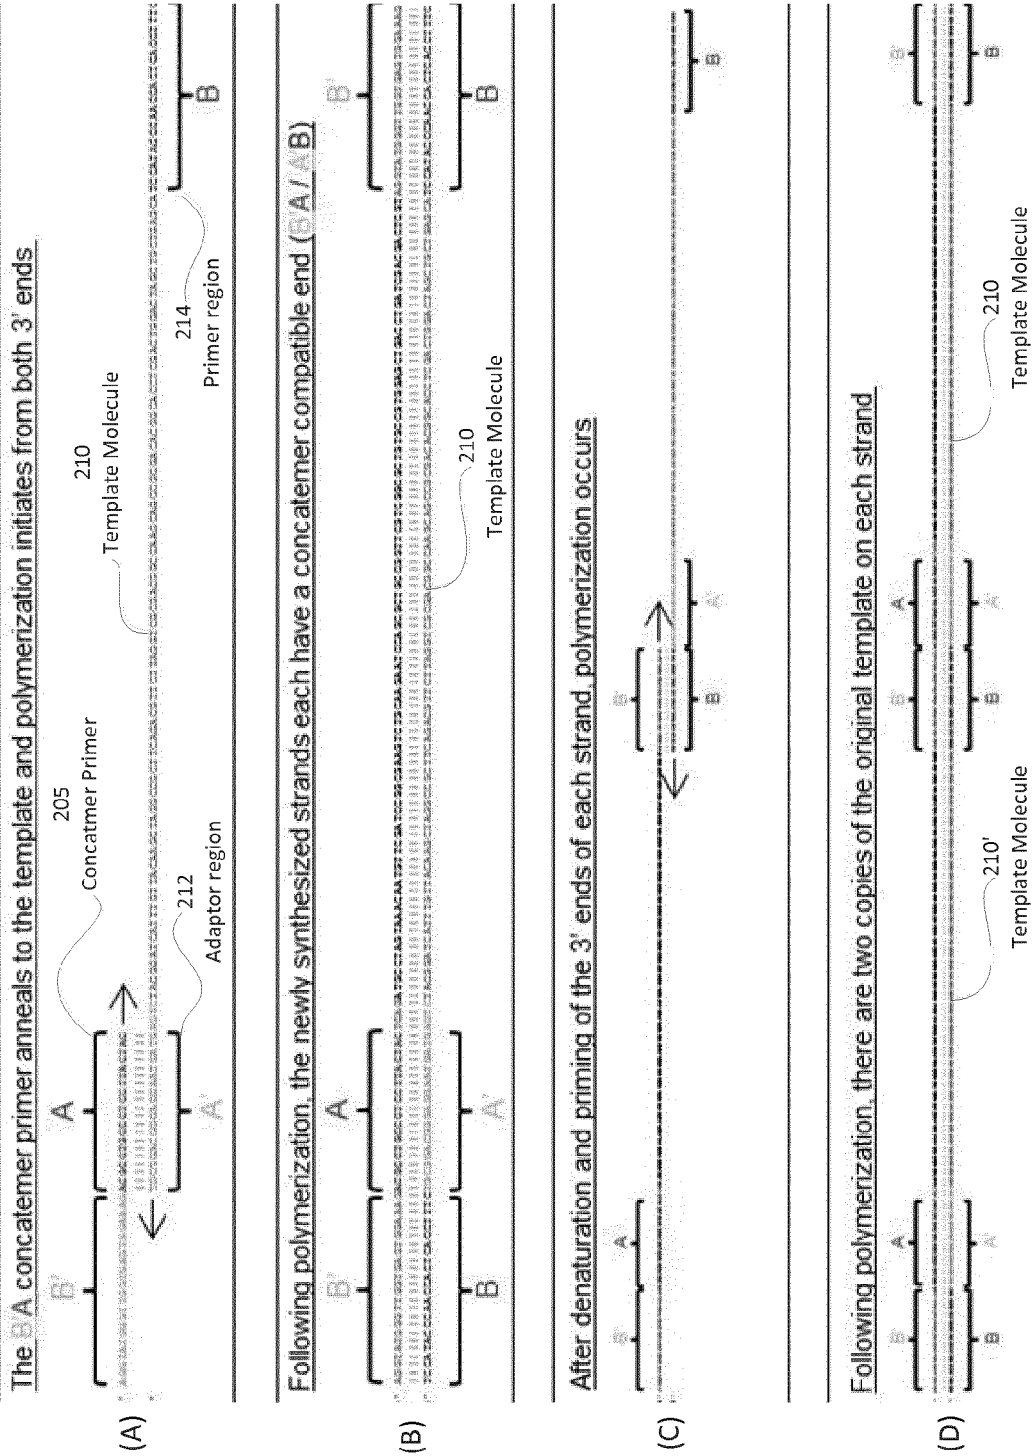 The B'A concatemer primer anneals to the template and polymerization initiates from both 3' ends
(A)
B'
A
205
Concatmer Primer
210
Template Molecule
A'
212
Adaptor region
214
Primer region
B
Following polymerization, the newly synthesized strands each have a concatemer compatible end (B'A / A'B)
(B)
B'
A
B'
B
A'
210
Template Molecule
B
After denaturation and priming of the 3' ends of each strand, polymerization occurs
(C)
B'
A
B'
B
A'
B
Following polymerization, there are two copies of the original template on each strand
(D)
B'
A
B'
A
B'
B
A'
B
A'
B
210'
Template Molecule
210
Template Molecule